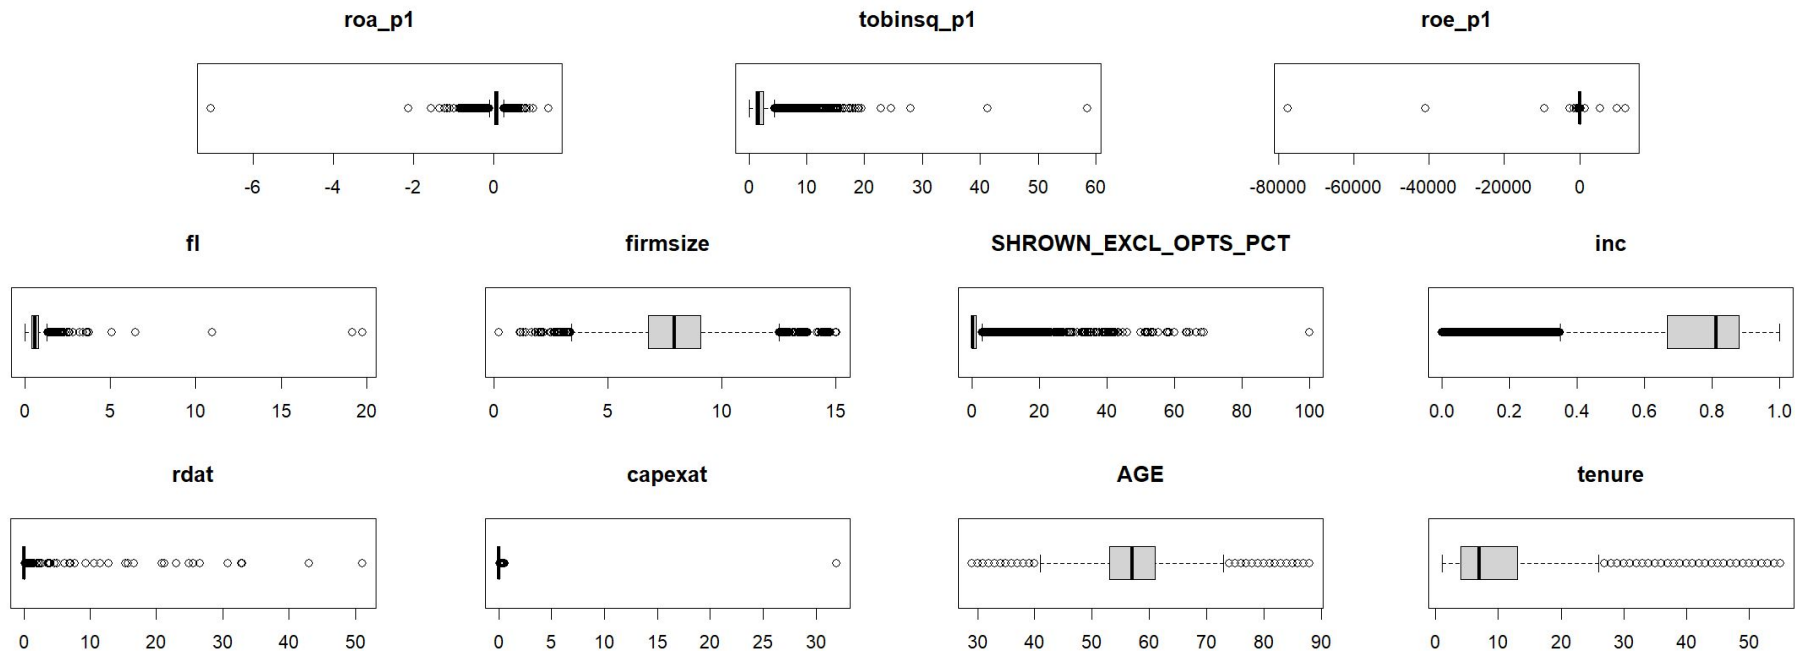 roa_p1 tobinsq_p1 roe_p1
-6 -4 -2 0 0 10 20 30 40 50 60 -80000 -60000 -40000 -20000 0
fl firmsize SHROWN_EXCL_OPTS_PCT inc
0 5 10 15 20 0 5 10 15 0 20 40 60 80 100 0.0 0.2 0.4 0.6 0.8 1.0
rdat capexat AGE tenure
0 10 20 30 40 50 0 5 10 15 20 25 30 30 40 50 60 70 80 90 0 10 20 30 40 50